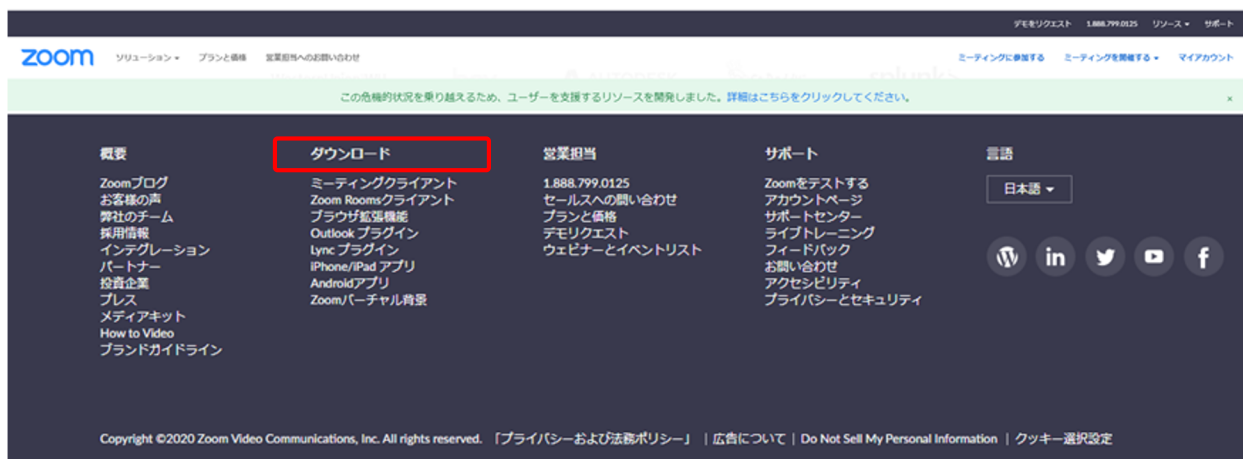 デモをリクエスト 1.888.799.0125 リソース サポート
zoom ソリューション プランと価格 営業担当へのお問い合わせ ミーティングに参加する ミーティングを開催する マイアカウント
この危機的状況を乗り越えるため、ユーザーを支援するリソースを開発しました。詳細はこちらをクリックしてください。 ×
概要
Zoomブログ
お客様の声
弊社のチーム
採用情報
インテグレーション
パートナー
投資企業
プレス
メディアキット
How to Video
ブランドガイドライン
ダウンロード
ミーティングクライアント
Zoom Roomsクライアント
ブラウザ拡張機能
Outlook プラグイン
Lync プラグイン
iPhone/iPad アプリ
Androidアプリ
Zoomバーチャル背景
営業担当
1.888.799.0125
セールスへの問い合わせ
プランと価格
デモリクエスト
ウェビナーとイベントリスト
サポート
Zoomをテストする
アカウントページ
サポートセンター
ライブトレーニング
フィードバック
お問い合わせ
アクセシビリティ
プライバシーとセキュリティ
言語
日本語
Copyright ©2020 Zoom Video Communications, Inc. All rights reserved. 「プライバシーおよび法務ポリシー」 | 広告について | Do Not Sell My Personal Information | クッキー選択設定